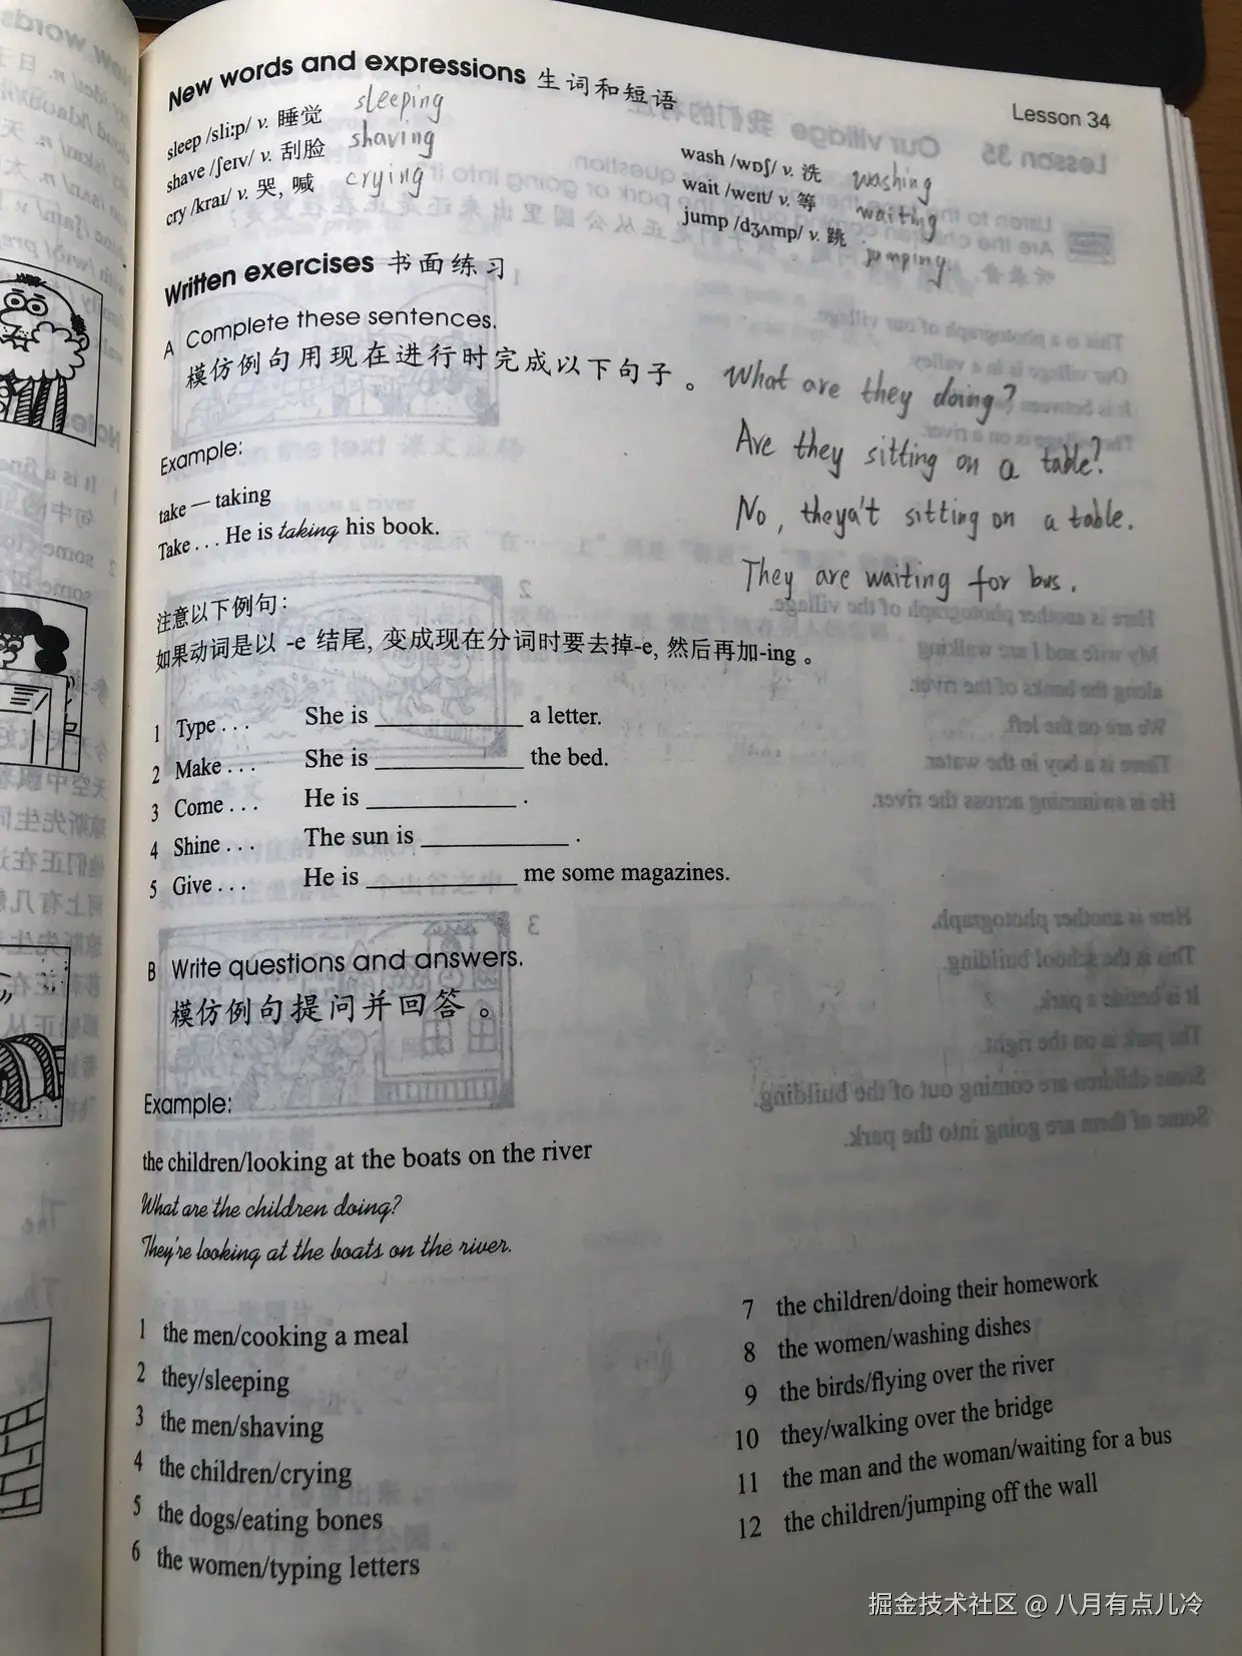 New words and expressions 生词和短语
Lesson 34
sleep /sliːp/ v. 睡觉 sleeping
shave /ʃeɪv/ v. 刮脸 shaving
cry /kraɪ/ v. 哭, 喊 crying
wash /wɒʃ/ v. 洗 washing
wait /weɪt/ v. 等 waiting
jump /dʒʌmp/ v. 跳 jumping
Written exercises 书面练习
A Complete these sentences.
模仿例句用现在进行时完成以下句子。
What are they doing?
Are they sitting on a table?
No, theya't sitting on a table.
They are waiting for bus.
Example:
take — taking
Take . . . He is taking his book.
注意以下例句:
如果动词是以 -e 结尾, 变成现在分词时要去掉-e, 然后再加-ing。
1 Type . . . She is ____________ a letter.
2 Make . . . She is ____________ the bed.
3 Come . . . He is ____________ .
4 Shine . . . The sun is ____________ .
5 Give . . . He is ____________ me some magazines.
B Write questions and answers.
模仿例句提问并回答。
Example:
the children/looking at the boats on the river
What are the children doing?
They're looking at the boats on the river.
1 the men/cooking a meal
2 they/sleeping
3 the men/shaving
4 the children/crying
5 the dogs/eating bones
6 the women/typing letters
7 the children/doing their homework
8 the women/washing dishes
9 the birds/flying over the river
10 they/walking over the bridge
11 the man and the woman/waiting for a bus
12 the children/jumping off the wall
掘金技术社区 @ 八月有点儿冷